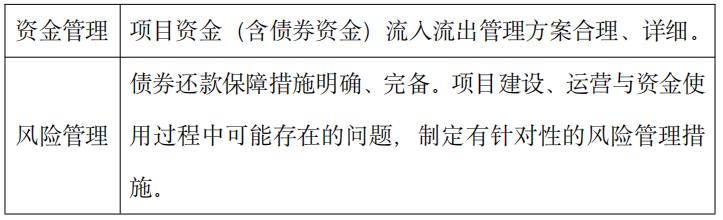 资金管理 项目资金（含债券资金）流入流出管理方案合理、详细。
风险管理
债券还款保障措施明确、完备。项目建设、运营与资金使
用过程中可能存在的问题，制定有针对性的风险管理措
施。